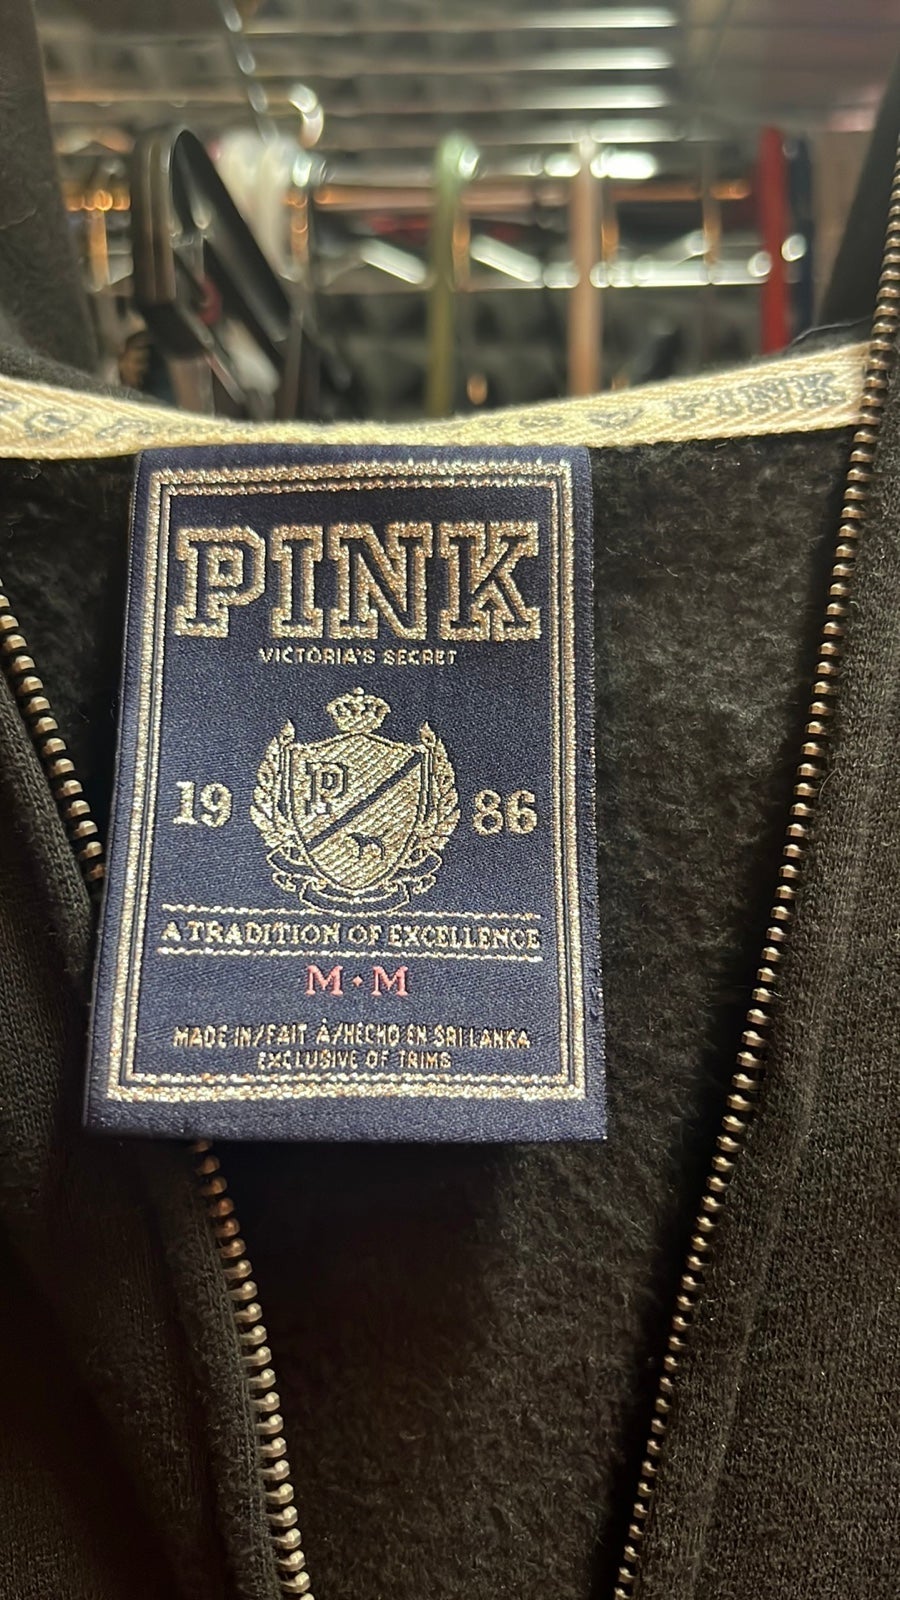 PINK
PINK
VICTORIA'S SECRET
P
19 86
A TRADITION OF EXCELLENCE
M · M
MADE IN/FAIT À/HECHO EN SRI LANKA
EXCLUSIVE OF TRIMS